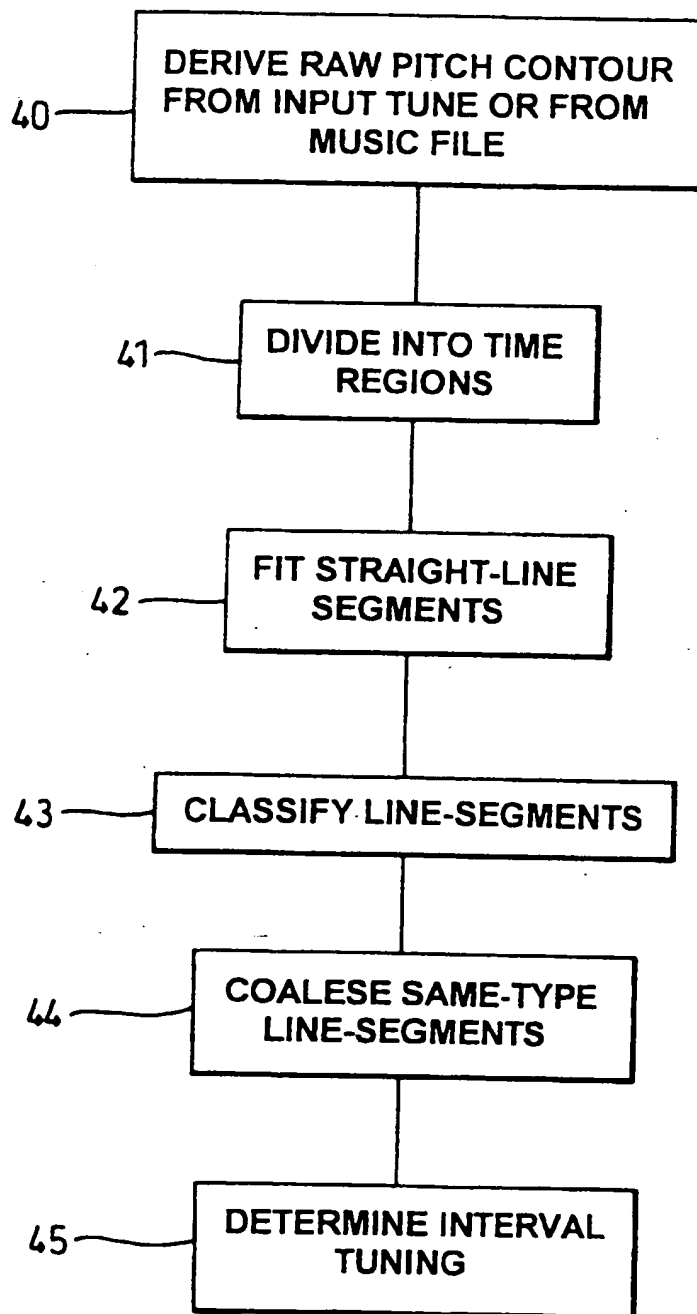 DERIVE RAW PITCH CONTOUR
FROM INPUT TUNE OR FROM
MUSIC FILE
40
DIVIDE INTO TIME
REGIONS
41
FIT STRAIGHT-LINE
SEGMENTS
42
CLASSIFY LINE-SEGMENTS
43
COALESE SAME-TYPE
LINE-SEGMENTS
44
DETERMINE INTERVAL
TUNING
45